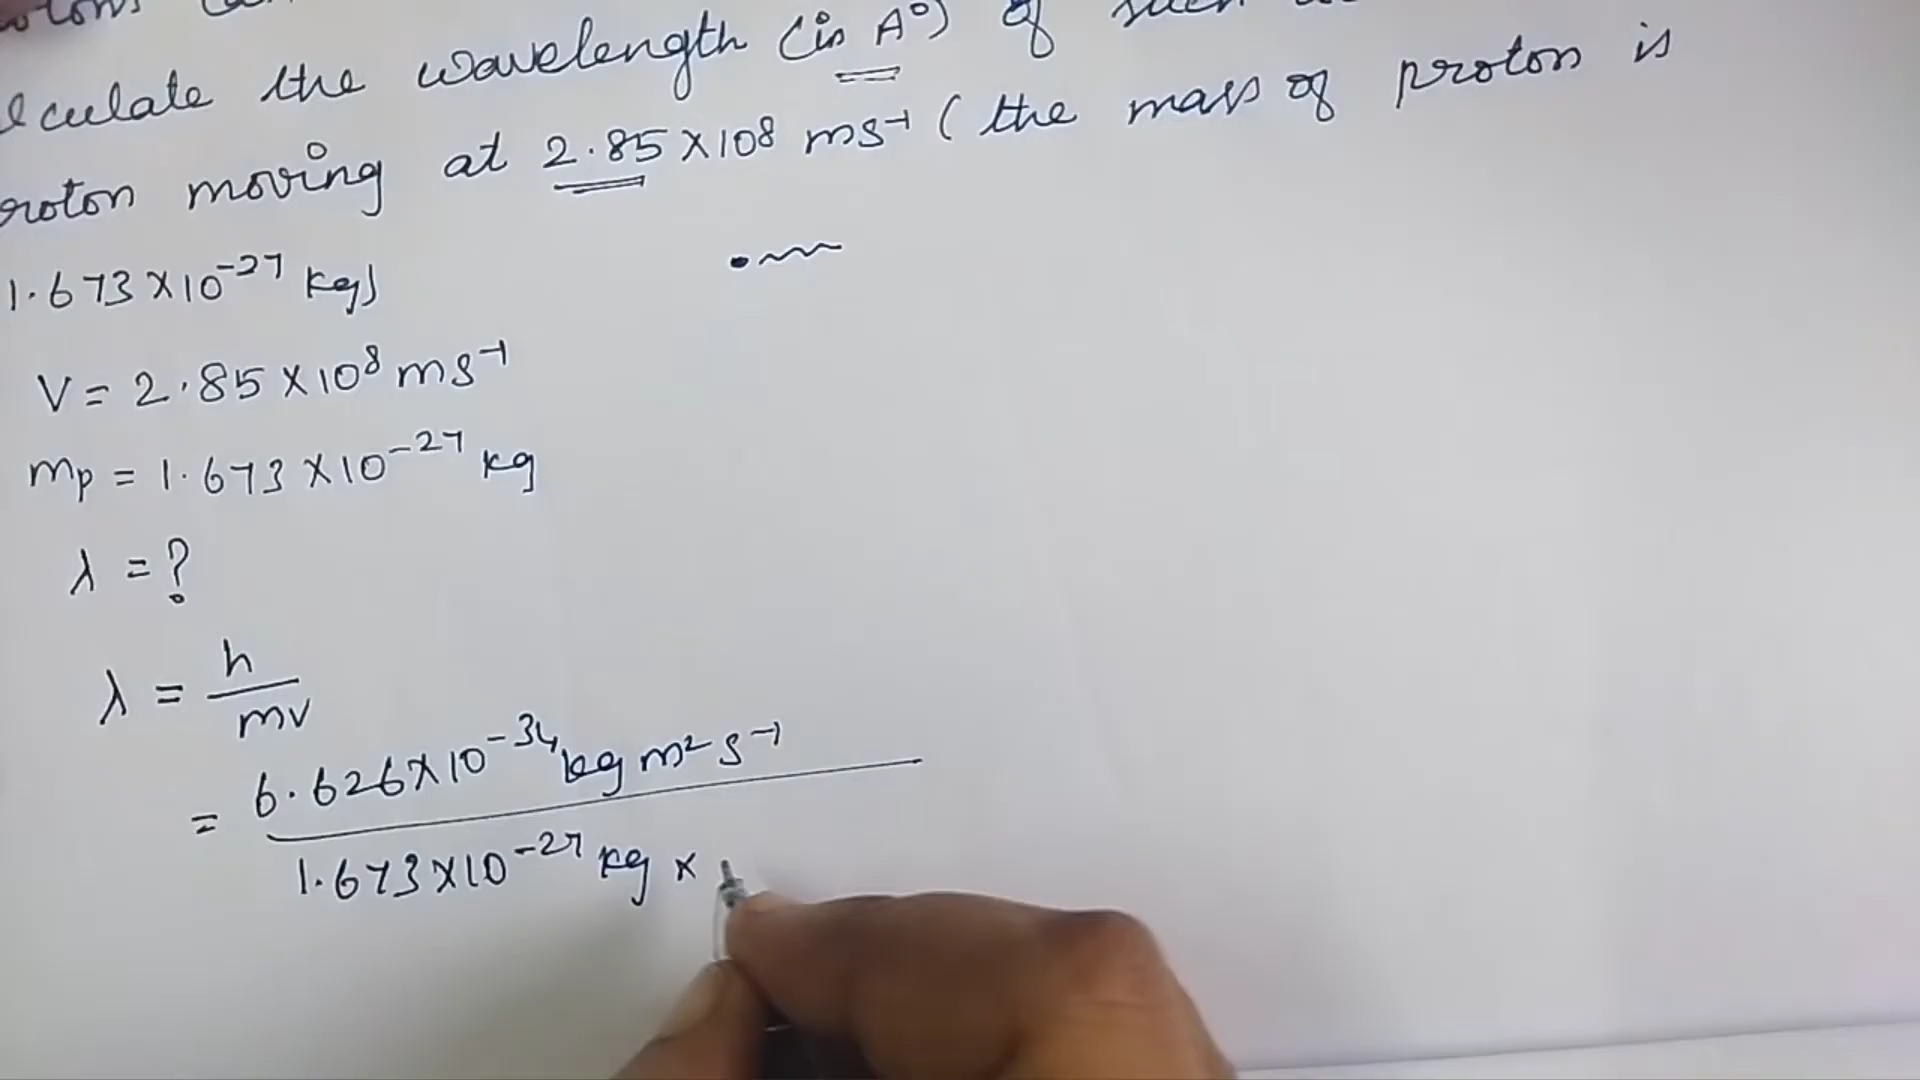 lculate the wavelength (in A°) of such
roton moving at 2.85 × 10⁸ ms⁻¹ (the mass of proton is
1.673 × 10⁻²⁷ kg)
V = 2.85 × 10⁸ ms⁻¹
mp = 1.673 × 10⁻²⁷ kg
λ = ?
λ = h / mv
= 6.626 × 10⁻³⁴ kg m² s⁻¹
1.673 × 10⁻²⁷ kg ×